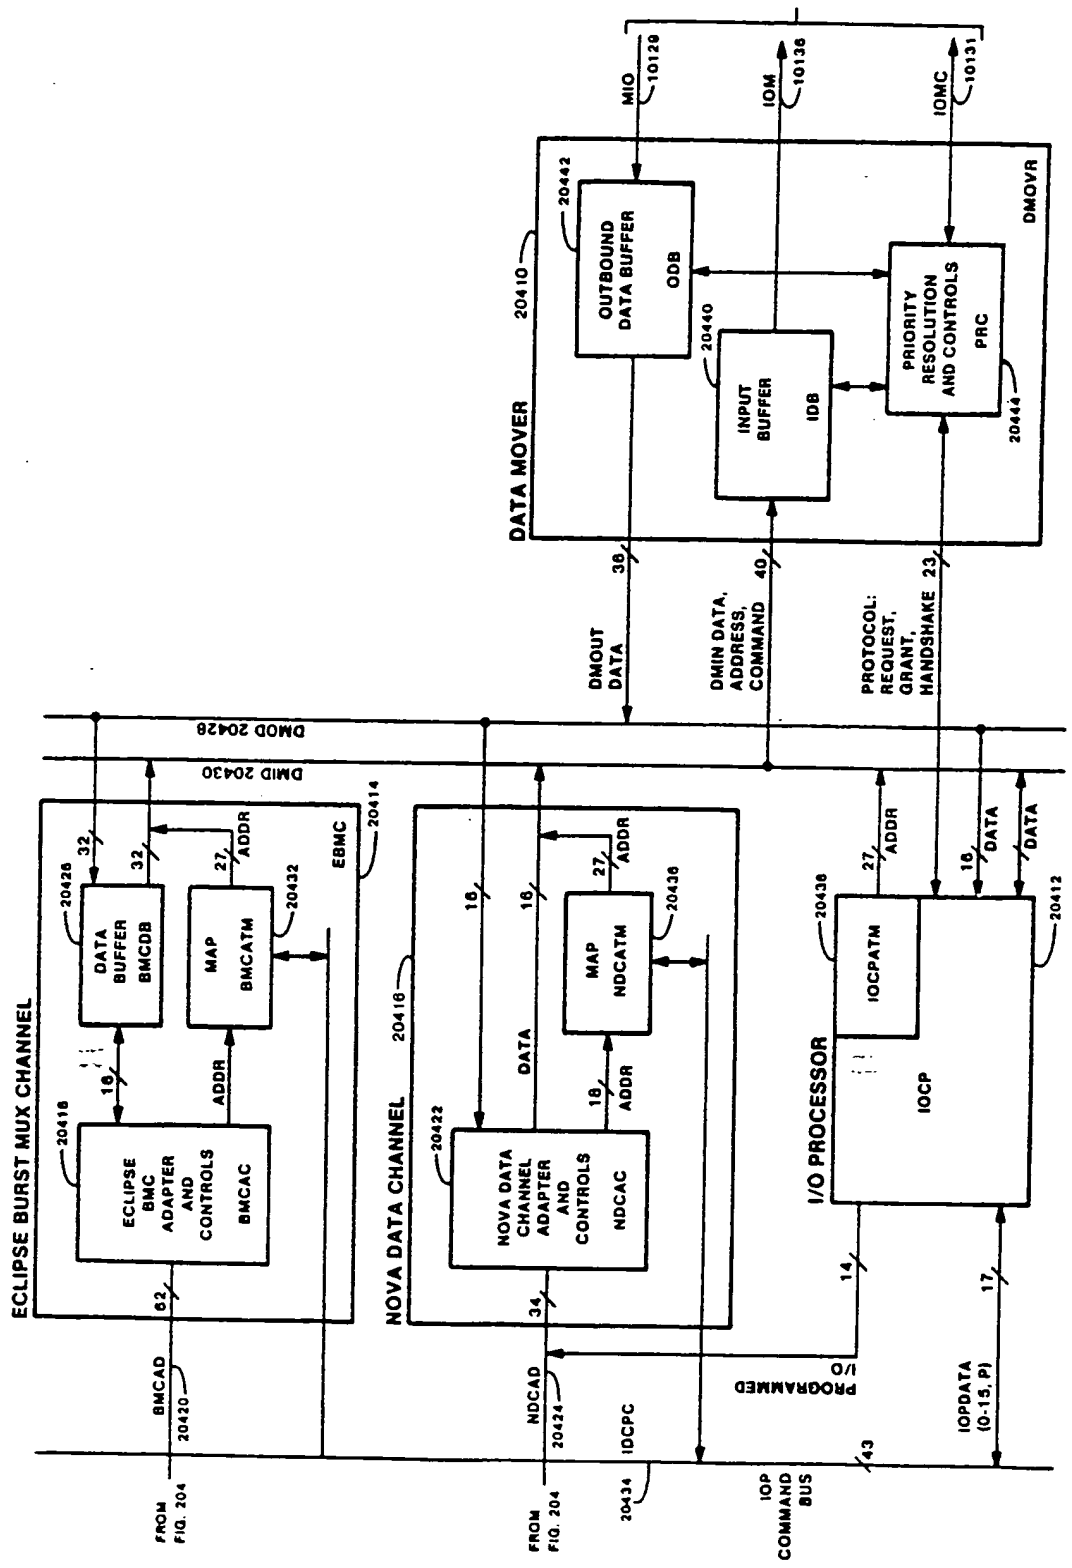 ECLIPSE BURST MUX CHANNEL
FROM
FIG. 204
BMCAD
20420
62
20418
ECLIPSE
BMC
ADAPTER
AND
CONTROLS
BMCAC
16
ADDR
20426
DATA
BUFFER
BMCDB
MAP
BMCATM
20432
32
32
27
ADDR
EBMC
20414
DMID 20430
DMOD 20428
NOVA DATA CHANNEL
20416
FROM
FIG. 204
NDCAD
20424
34
20422
NOVA DATA
CHANNEL
ADAPTER
AND
CONTROLS
NDCAC
DATA
18
ADDR
MAP
NDCATM
20436
16
16
27
ADDR
IOCPC
20434
IOP
COMMAND
BUS
43
PROGRAMMED
I/O
14
IOPDATA
(0-15, P)
17
I/O PROCESSOR
IOCP
IOCPATM
20438
20412
27
ADDR
16
DATA
DATA
DMOUT
DATA
36
DMIN DATA,
ADDRESS,
COMMAND
40
PROTOCOL:
REQUEST,
GRANT,
HANDSHAKE
23
DATA MOVER
20410
OUTBOUND
DATA BUFFER
ODB
20442
INPUT
BUFFER
IDB
20440
PRIORITY
RESOLUTION
AND CONTROLS
PRC
20444
DMOVR
MIO
10129
IOM
10136
IOMC
10131